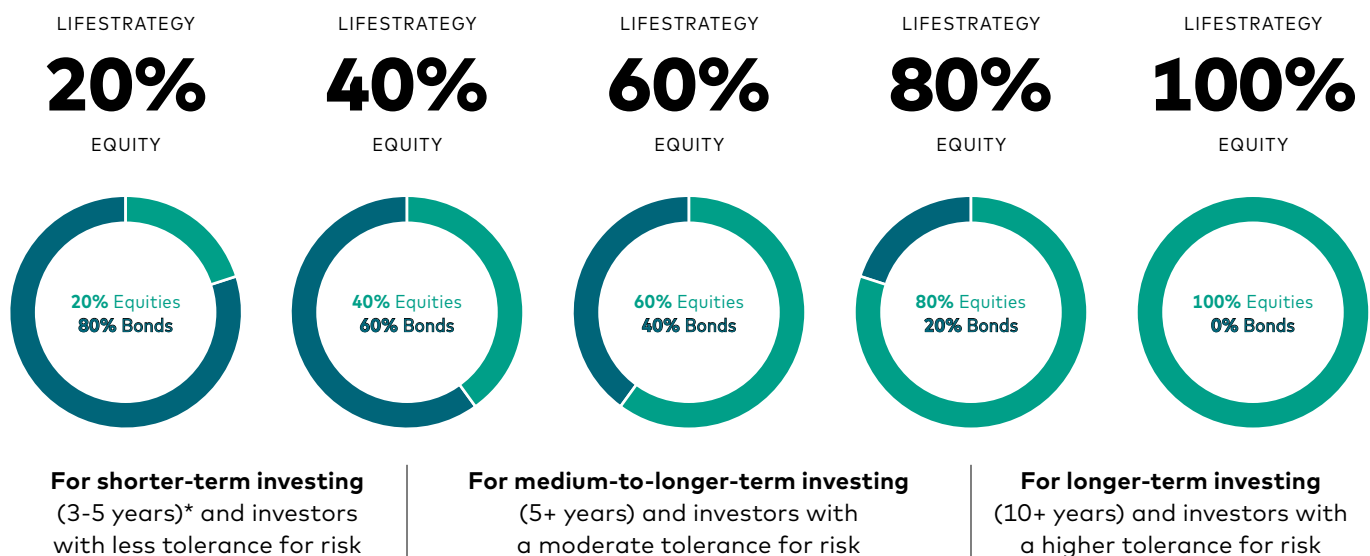 LIFESTRATEGY
20%
EQUITY
20% Equities
80% Bonds
LIFESTRATEGY
40%
EQUITY
40% Equities
60% Bonds
LIFESTRATEGY
60%
EQUITY
60% Equities
40% Bonds
LIFESTRATEGY
80%
EQUITY
80% Equities
20% Bonds
LIFESTRATEGY
100%
EQUITY
100% Equities
0% Bonds
For shorter-term investing
(3-5 years)* and investors
with less tolerance for risk
For medium-to-longer-term investing
(5+ years) and investors with
a moderate tolerance for risk
For longer-term investing
(10+ years) and investors with
a higher tolerance for risk